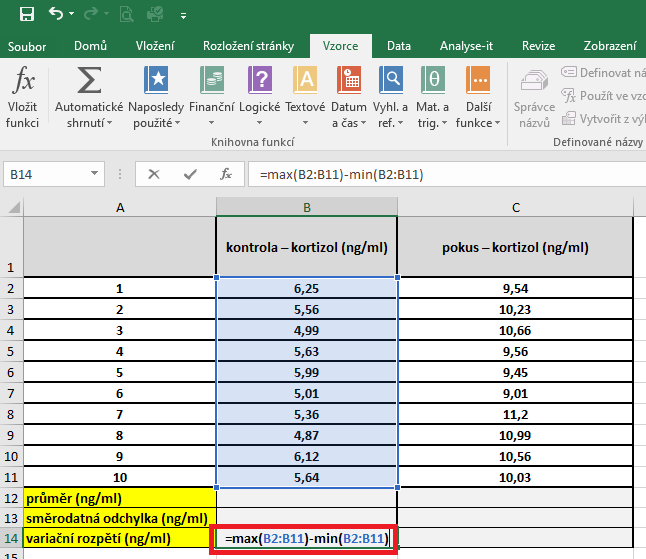 Soubor Domů Vložení Rozložení stránky Vzorce Data Analyse-it Revize Zobrazení
Vložit funkci
Automatické shrnutí
Naposledy použité
Finanční
Logické
Textové
Datum a čas
Vyhl. a ref.
Mat. a trig.
Další funkce
Správce názvů
Definovat ná
Použít ve vzo
Vytvořit z výl
Knihovna funkcí
Definované názvy
B14 fx =max(B2:B11)-min(B2:B11)
A B C
1 kontrola – kortizol (ng/ml) pokus – kortizol (ng/ml)
2 1 6,25 9,54
3 2 5,56 10,23
4 3 4,99 10,66
5 4 5,63 9,56
6 5 5,99 9,45
7 6 5,01 9,01
8 7 5,36 11,2
9 8 4,87 10,99
10 9 6,12 10,56
11 10 5,64 10,03
12 průměr (ng/ml)
13 směrodatná odchylka (ng/ml)
14 variační rozpětí (ng/ml) =max(B2:B11)-min(B2:B11)
15